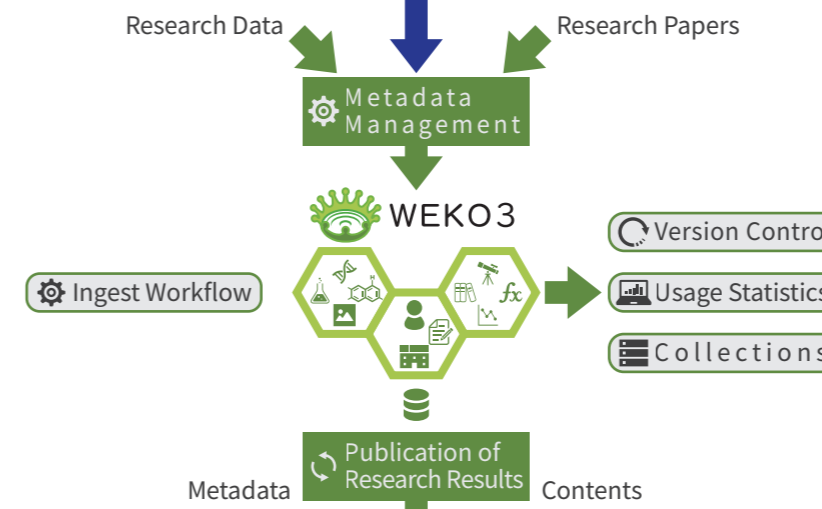 Research Data
Research Papers
Metadata
Management
WEKO3
Version Contro
Ingest Workflow
fx
Usage Statistics
Collections
Publication of
Research Results
Metadata
Contents